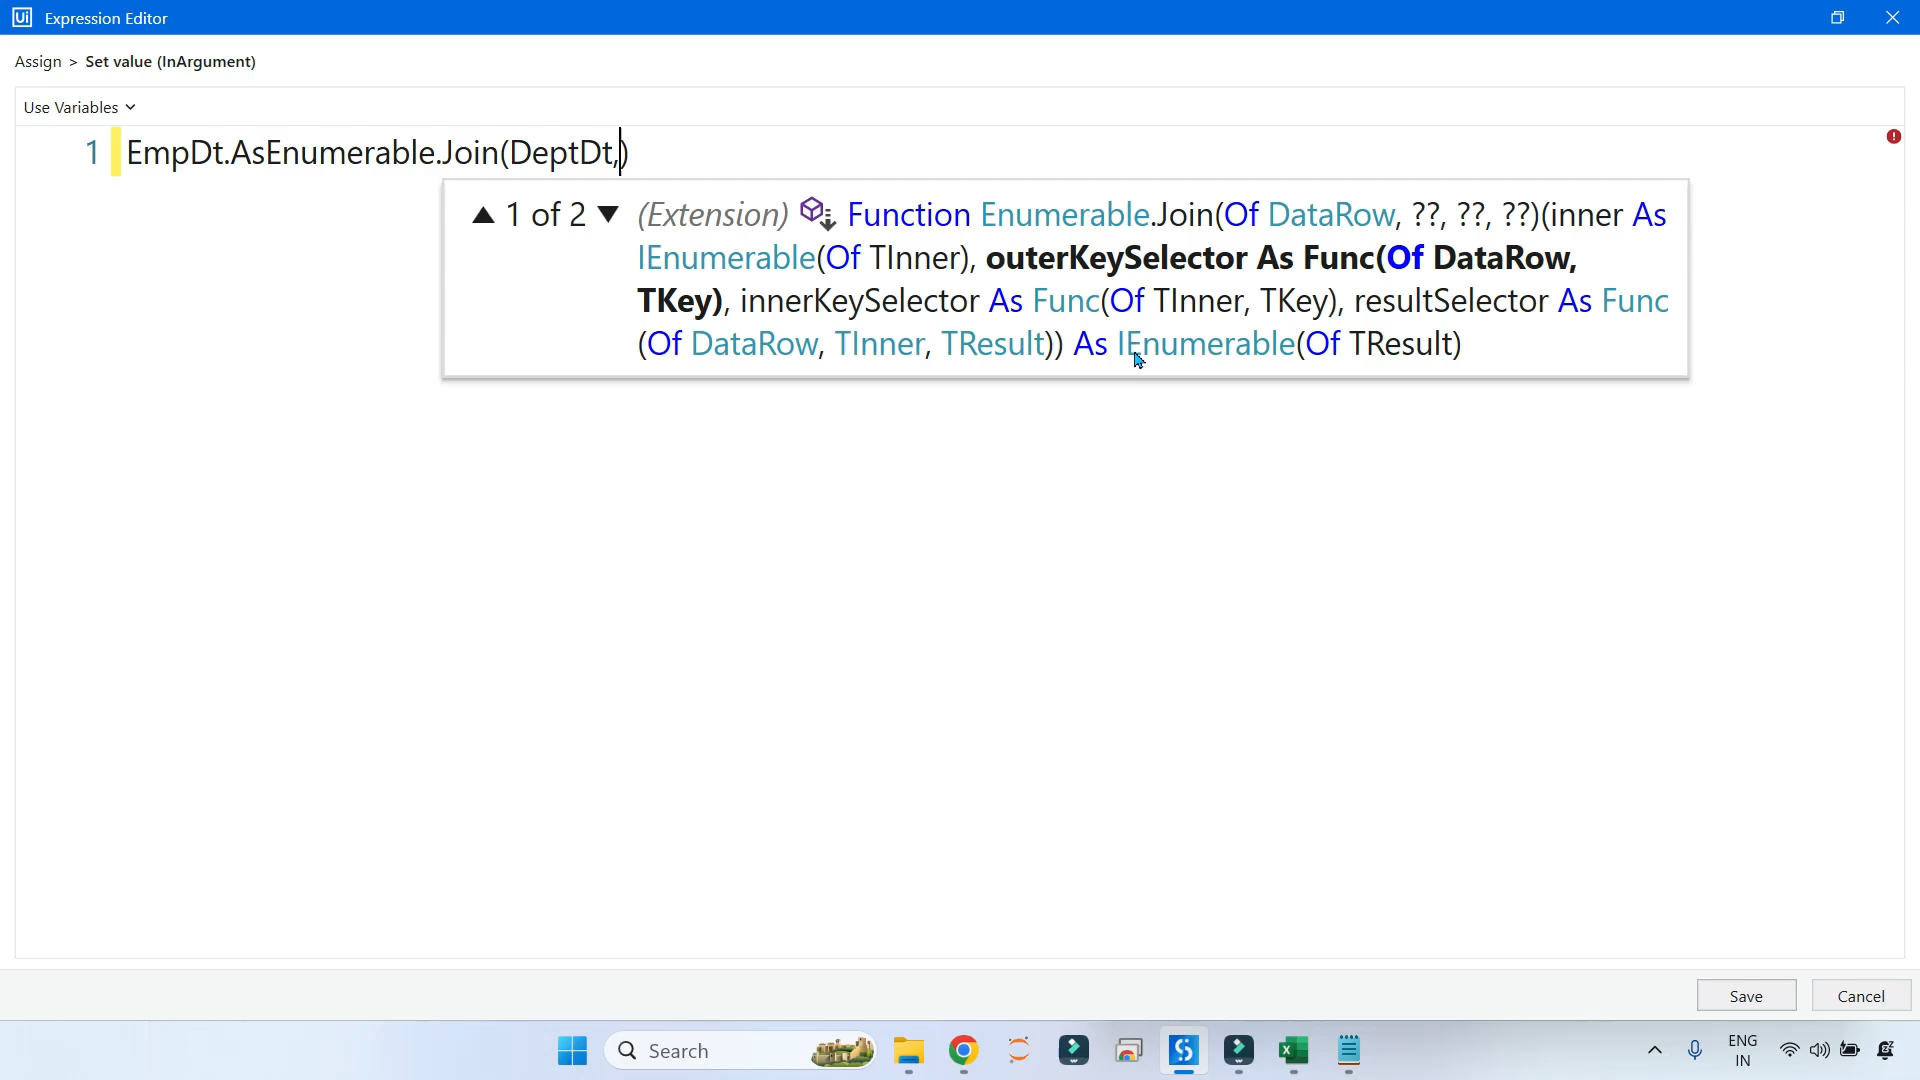 Ui Expression Editor
Assign > Set value (InArgument)
Use Variables
1 EmpDt.AsEnumerable.Join(DeptDt,)
▲ 1 of 2 ▼ (Extension) Function Enumerable.Join(Of DataRow, ??, ??, ??)(inner As
IEnumerable(Of TInner), outerKeySelector As Func(Of DataRow,
TKey), innerKeySelector As Func(Of TInner, TKey), resultSelector As Func
(Of DataRow, TInner, TResult)) As IEnumerable(Of TResult)
Save Cancel
Search
ENG
IN